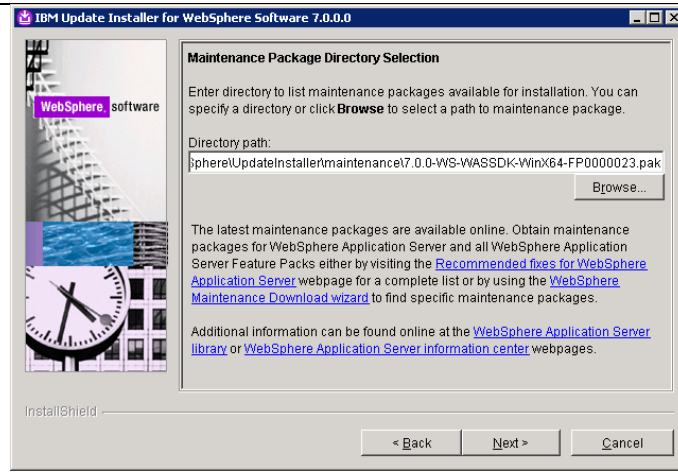 IBM Update Installer for WebSphere Software 7.0.0.0
WebSphere. software
Maintenance Package Directory Selection
Enter directory to list maintenance packages available for installation. You can
specify a directory or click Browse to select a path to maintenance package.
Directory path:
Sphere\UpdateInstaller\maintenance\7.0.0-WS-WASSDK-WinX64-FP0000023.pak
Browse...
The latest maintenance packages are available online. Obtain maintenance
packages for WebSphere Application Server and all WebSphere Application
Server Feature Packs either by visiting the Recommended fixes for WebSphere
Application Server webpage for a complete list or by using the WebSphere
Maintenance Download wizard to find specific maintenance packages.
Additional information can be found online at the WebSphere Application Server
library or WebSphere Application Server information center webpages.
InstallShield
< Back
Next >
Cancel